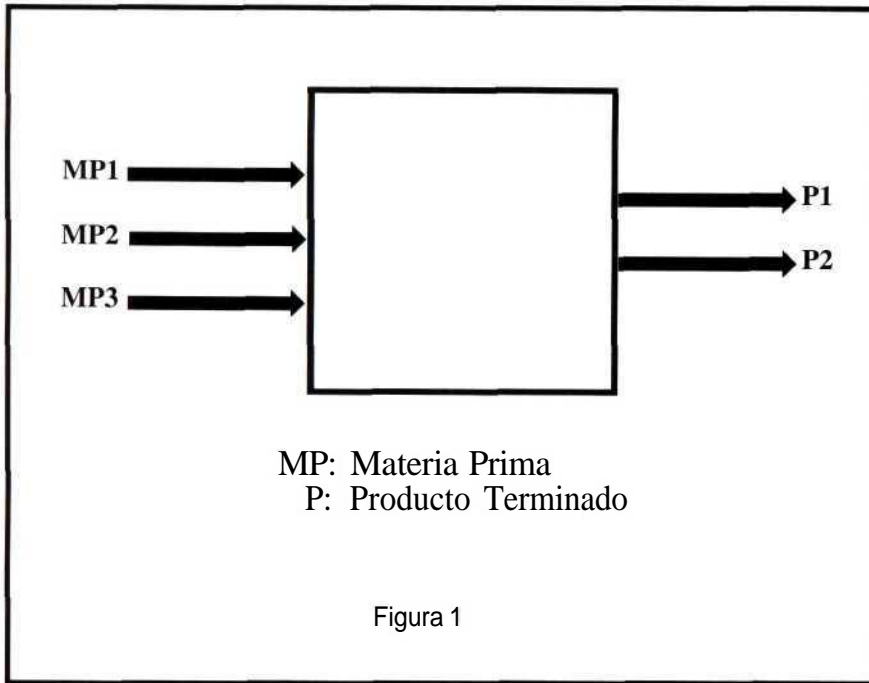 MP1
MP2
MP3
P1
P2
MP: Materia Prima
P: Producto Terminado
Figura 1